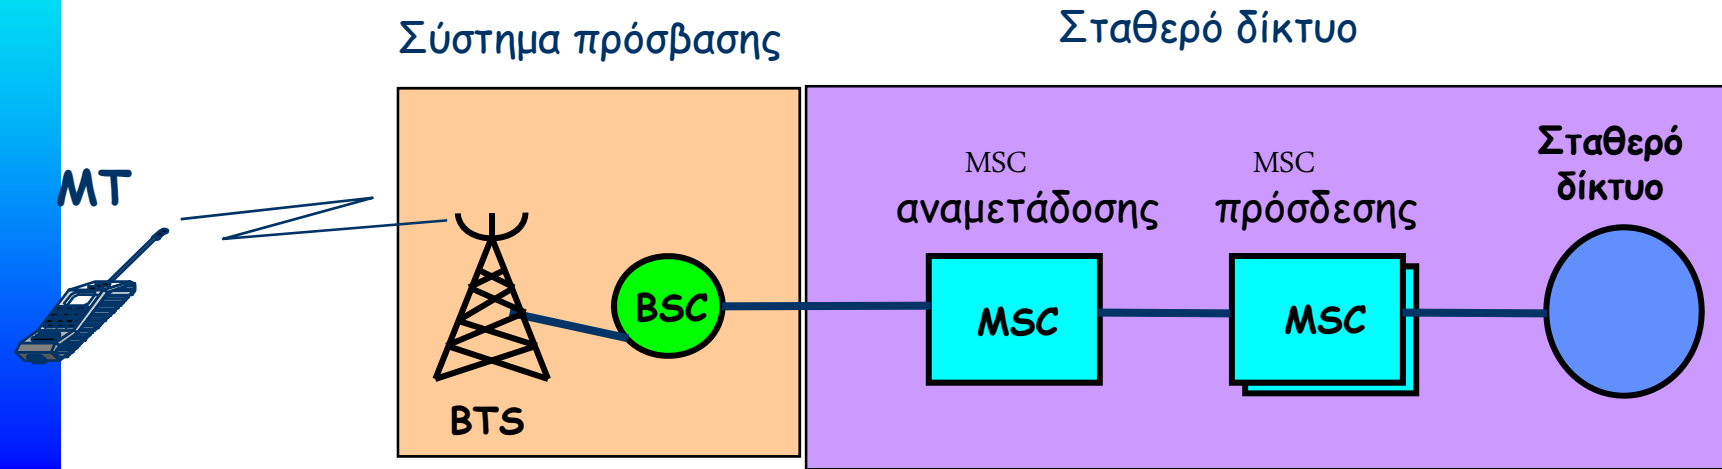 Σύστημα πρόσβασης
Σταθερό δίκτυο
MT
BTS
BSC
MSC
αναμετάδοσης
MSC
MSC
πρόσδεσης
MSC
Σταθερό
δίκτυο